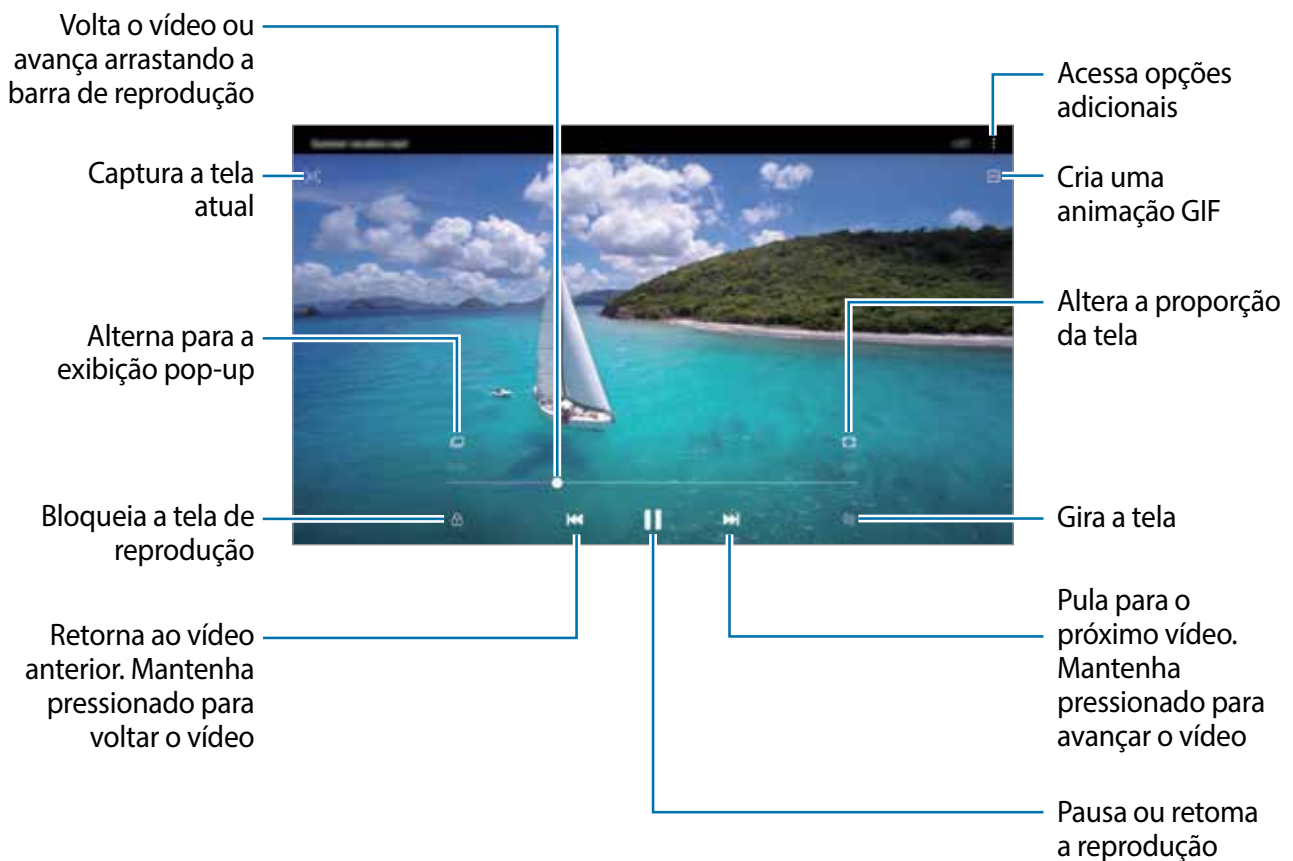 Volta o vídeo ou
avança arrastando a
barra de reprodução
Captura a tela
atual
Alterna para a
exibição pop-up
Bloqueia a tela de
reprodução
Retorna ao vídeo
anterior. Mantenha
pressionado para
voltar o vídeo
Acessa opções
adicionais
Cria uma
animação GIF
Altera a proporção
da tela
Gira a tela
Pula para o
próximo vídeo.
Mantenha
pressionado para
avançar o vídeo
Pausa ou retoma
a reprodução